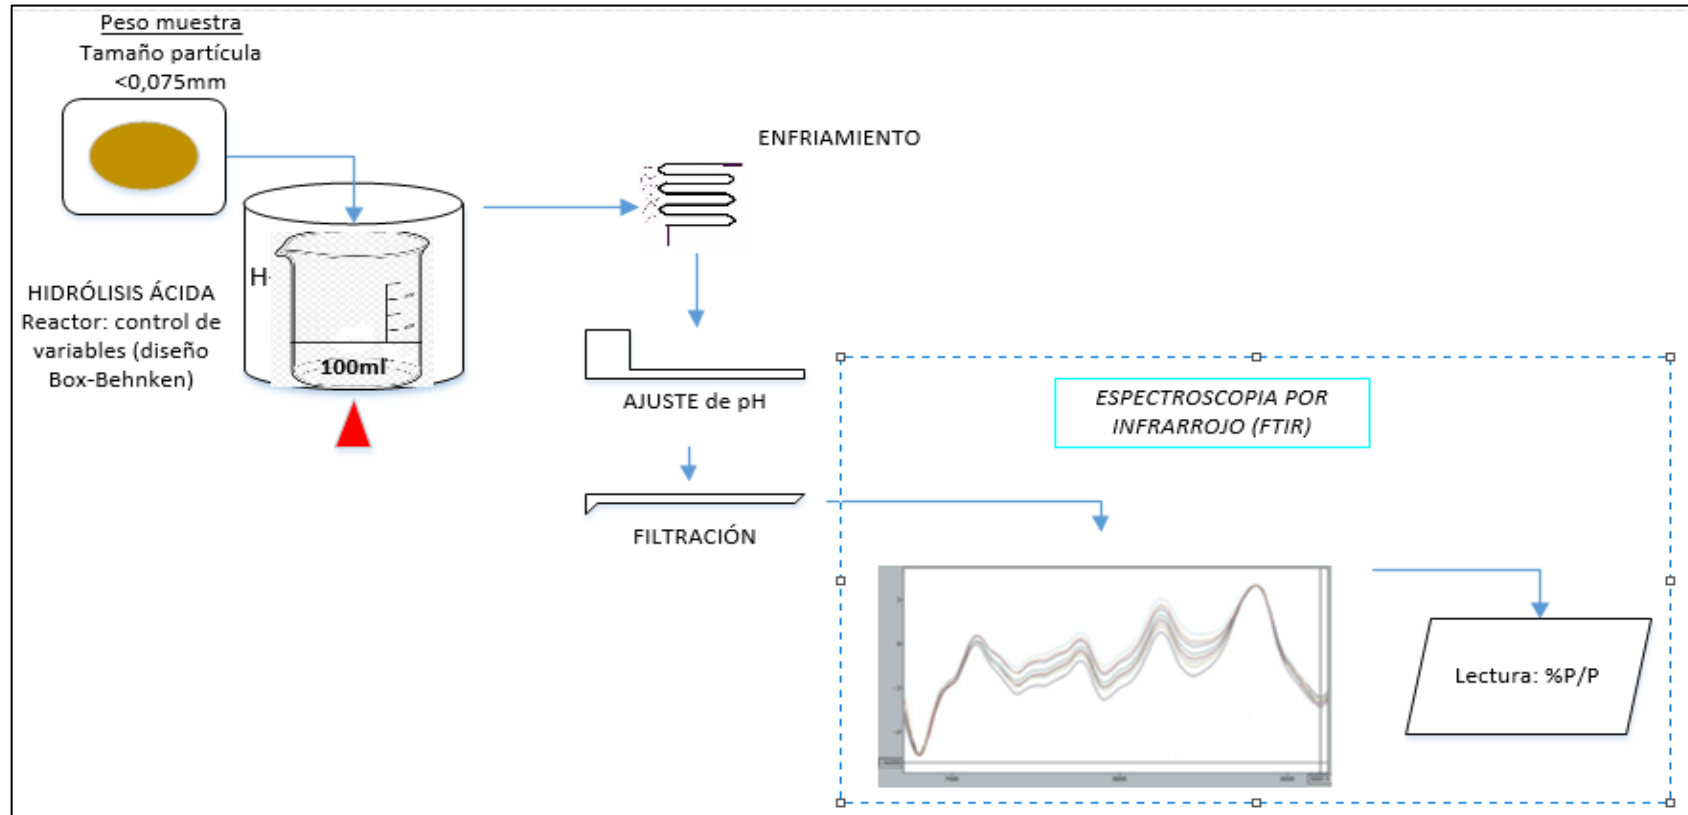 Peso muestra
Tamaño partícula
<0,075mm
ENFRIAMIENTO
H
HIDRÓLISIS ÁCIDA
Reactor: control de
variables (diseño
Box-Behnken)
100ml
AJUSTE de pH
FILTRACIÓN
ESPECTROSCOPIA POR
INFRARROJO (FTIR)
Lectura: %P/P